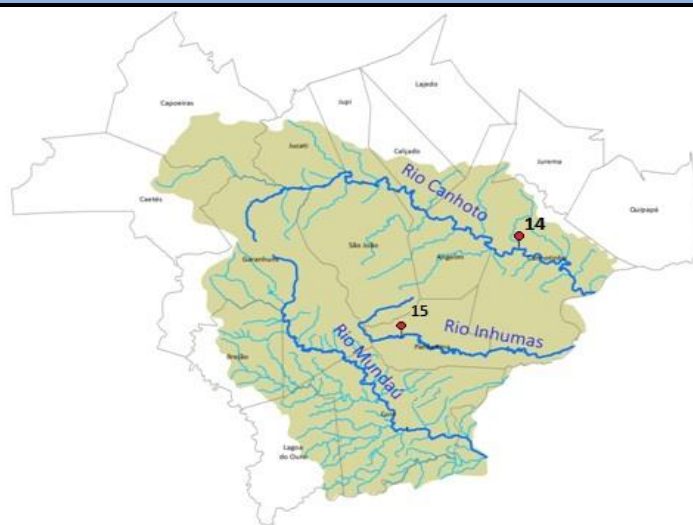 Lajedo
Capoeiras
Jupi
Jucati
Calçado
Jurema
Rio Canhoto
Quipapá
Caetés
14
São João
Angelim
Garanhuns
15
Rio Inhumas
Rio Mundaú
Brejão
Lagoa
do Ouro